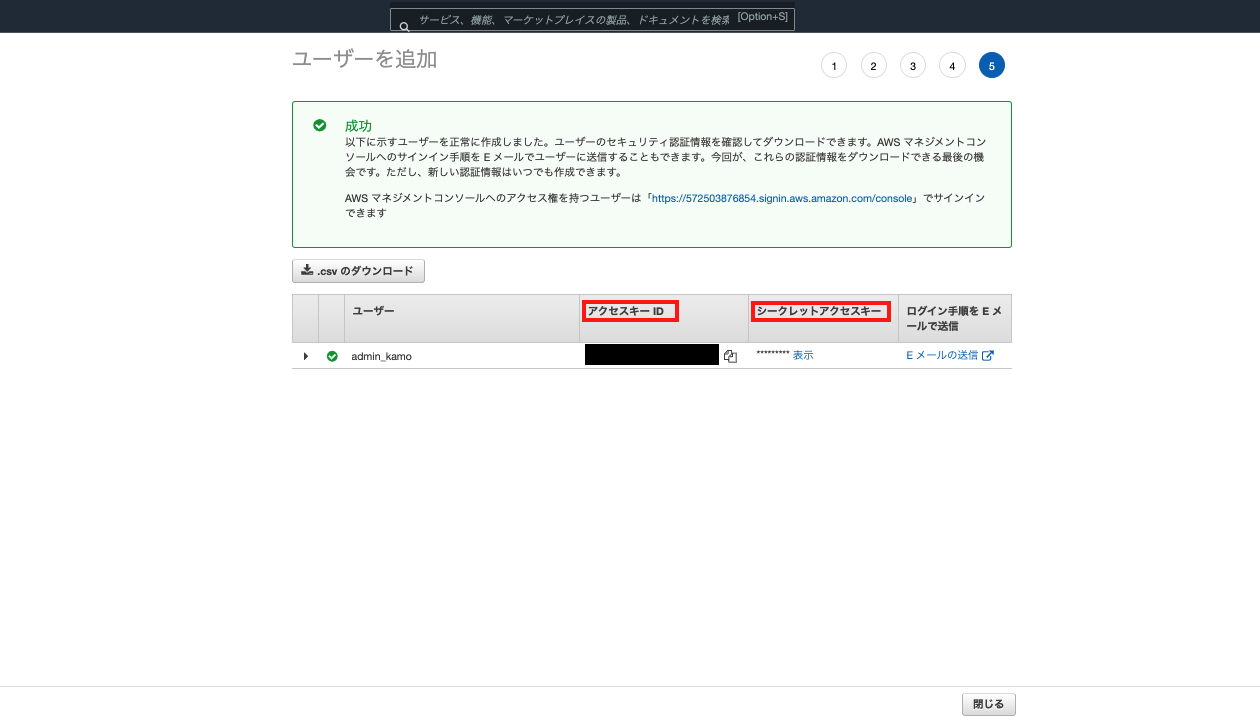 サービス、機能、マーケットプレイスの製品、ドキュメントを検索 [Option+S]
ユーザーを追加
1 2 3 4 5
成功
以下に示すユーザーを正常に作成しました。ユーザーのセキュリティ認証情報を確認してダウンロードできます。AWS マネジメントコン
ソールへのサインイン手順を E メールでユーザーに送信することもできます。今回が、これらの認証情報をダウンロードできる最後の機
会です。ただし、新しい認証情報はいつでも作成できます。
AWS マネジメントコンソールへのアクセス権を持つユーザーは「https://572503876854.signin.aws.amazon.com/console」でサインイン
できます
.csv のダウンロード
ユーザー アクセスキー ID シークレットアクセスキー ログイン手順を E メ
ールで送信
admin_kamo ********* 表示 E メールの送信
閉じる